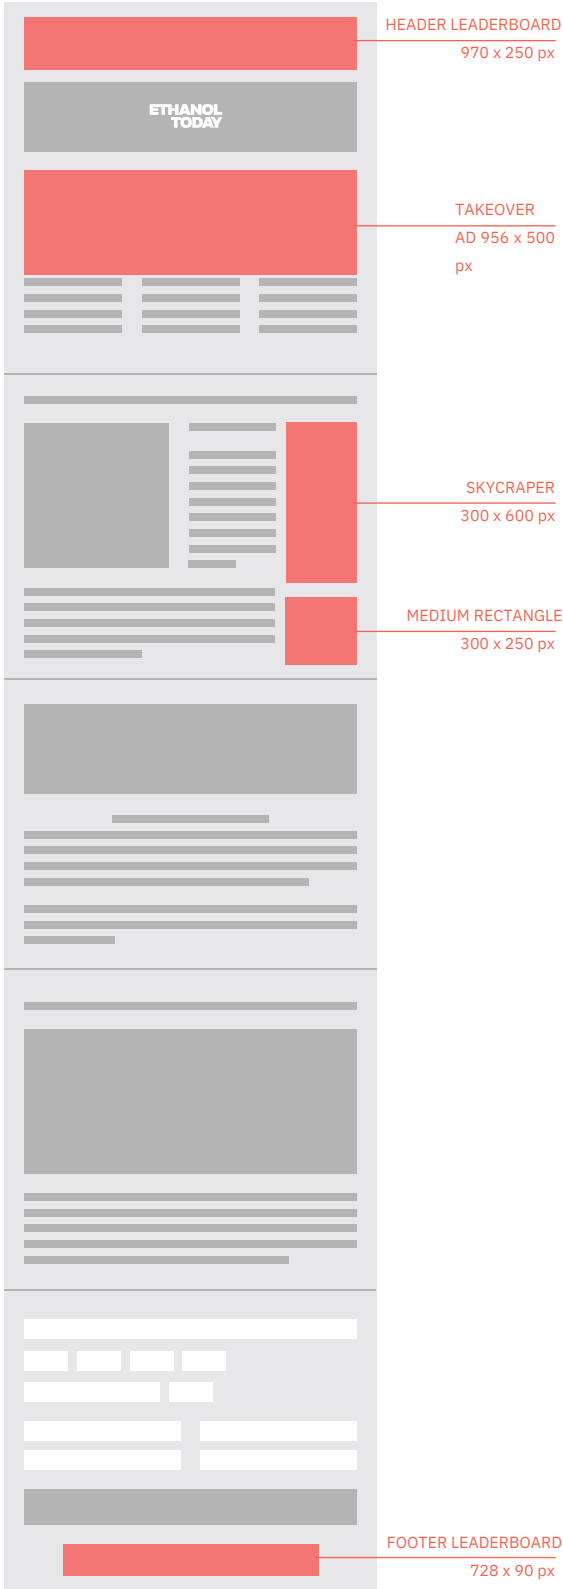 HEADER LEADERBOARD
970 x 250 px
ETHANOL
TODAY
TAKEOVER
AD 956 x 500
px
SKYCRAPER
300 x 600 px
MEDIUM RECTANGLE
300 x 250 px
FOOTER LEADERBOARD
728 x 90 px